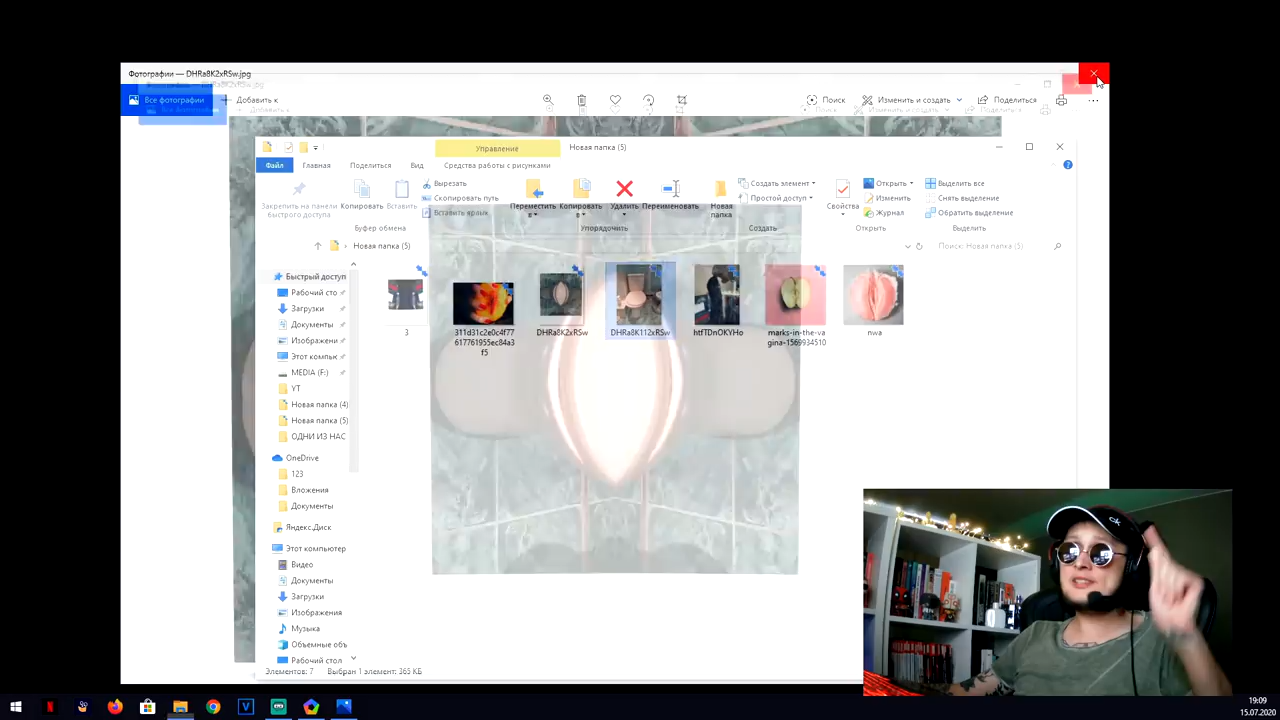 Фотографии — DHRa8K2xRSw.jpg
Все фотографии
Добавить к
Поиск
Изменить и создать
Поделиться
Управление
Новая папка (5)
Файл
Главная
Поделиться
Вид
Средства работы с рисунками
Закрепить на панели быстрого доступа
Копировать
Вставить
Вырезать
Скопировать путь
Вставить ярлык
Переместить в
Копировать в
Удалить
Переименовать
Новая папка
Создать элемент
Простой доступ
Свойства
Открыть
Изменить
Журнал
Выделить все
Снять выделение
Обратить выделение
Буфер обмена
Упорядочить
Создать
Открыть
Выделить
Новая папка (5)
Поиск: Новая папка (5)
Быстрый доступ
Рабочий сто
Загрузки
Документы
Изображени
Этот компью
MEDIA (F:)
YT
Новая папка (4)
Новая папка (5)
ОДНИ ИЗ НАС
OneDrive
123
Вложения
Документы
Яндекс.Диск
Этот компьютер
Видео
Документы
Загрузки
Изображения
Музыка
Объемные объ
Рабочий стол
3
311d31c2e0c4f77
617761955ec84a3
f5
DHRa8K2xRSw
DHRa8K112xRSw
htfTDnOKYHo
marks-in-the-va
gina-1569934510
nwa
Элементов: 7
Выбран 1 элемент: 365 КБ
19:09
15.07.2020